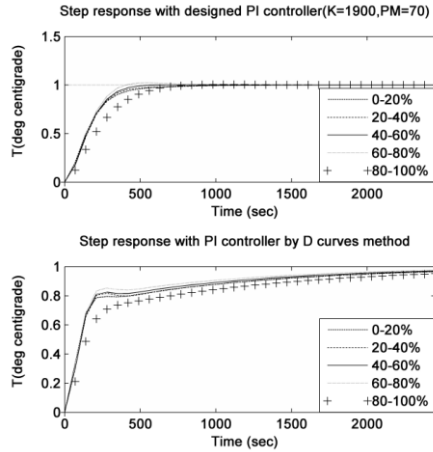 Step response with designed PI controller(K=1900,PM=70)
1.5
1
0.5
0
T(deg centigrade)
0 500 1000 1500 2000
Time (sec)
0-20%
20-40%
40-60%
60-80%
80-100%
Step response with PI controller by D curves method
1
0.8
0.6
0.4
0.2
0
T(deg centigrade)
0 500 1000 1500 2000
Time (sec)
0-20%
20-40%
40-60%
60-80%
80-100%